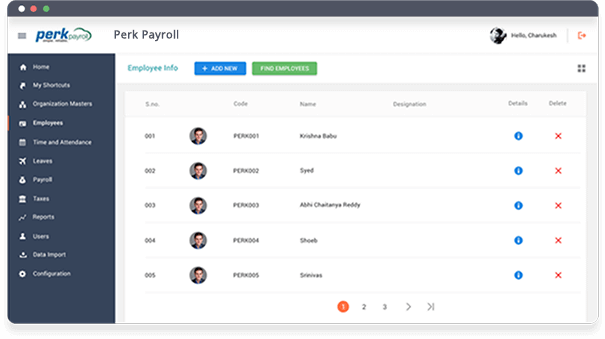 perk payroll
Perk Payroll
Hello, Charukesh
Home
My Shortcuts
Organization Masters
Employees
Time and Attendance
Leaves
Payroll
Taxes
Reports
Users
Data Import
Configuration
Employee Info
+ ADD NEW
FIND EMPLOYEES
S.no. Code Name Designation Details Delete
001 PERK001 Krishna Babu
002 PERK002 Syed
003 PERK003 Abhi Chaitanya Reddy
004 PERK004 Shoeb
005 PERK005 Srinivas
1 2 3